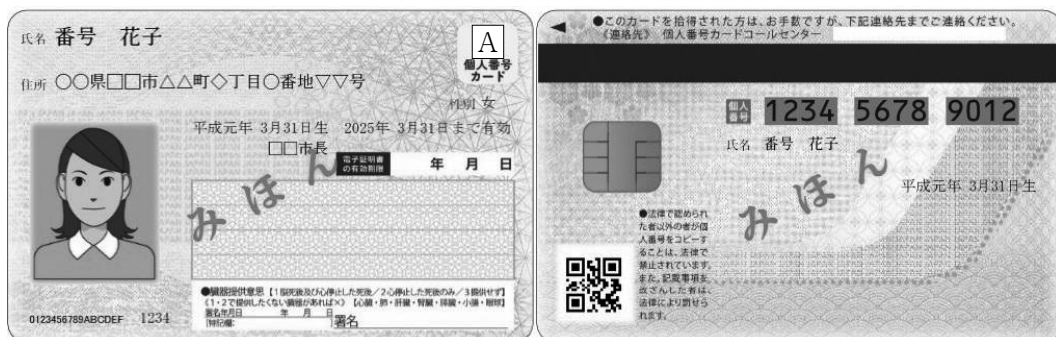 氏名 番号 花子
A
個人番号
カード
住所 〇〇県□□市△△町◇丁目〇番地▽▽号
性別 女
平成元年 3月31日生 2025年 3月31日まで有効
□□市長
電子証明書
の有効期限
年 月 日
みほん
●臓器提供意思【1脳死後及び心停止した死後/2心停止した死後のみ/3提供せず】
《1・2で提供したくない臓器があれば×》【心臓・肺・肝臓・腎臓・膵臓・小腸・眼球】
署名年月日 年 月 日
[特記欄: ]
署名
0123456789ABCDEF 1234
●このカードを拾得された方は、お手数ですが、下記連絡先までご連絡ください。
《連絡先》 個人番号カードコールセンター
個人
番号
1234 5678 9012
氏名 番号 花子
平成元年 3月31日生
みほん
●法律で認められ
た者以外の者が個
人番号をコピーす
ることは、法律で
禁止されています。
また、記載事項を
改ざんした者は、
法律により罰せら
れます。